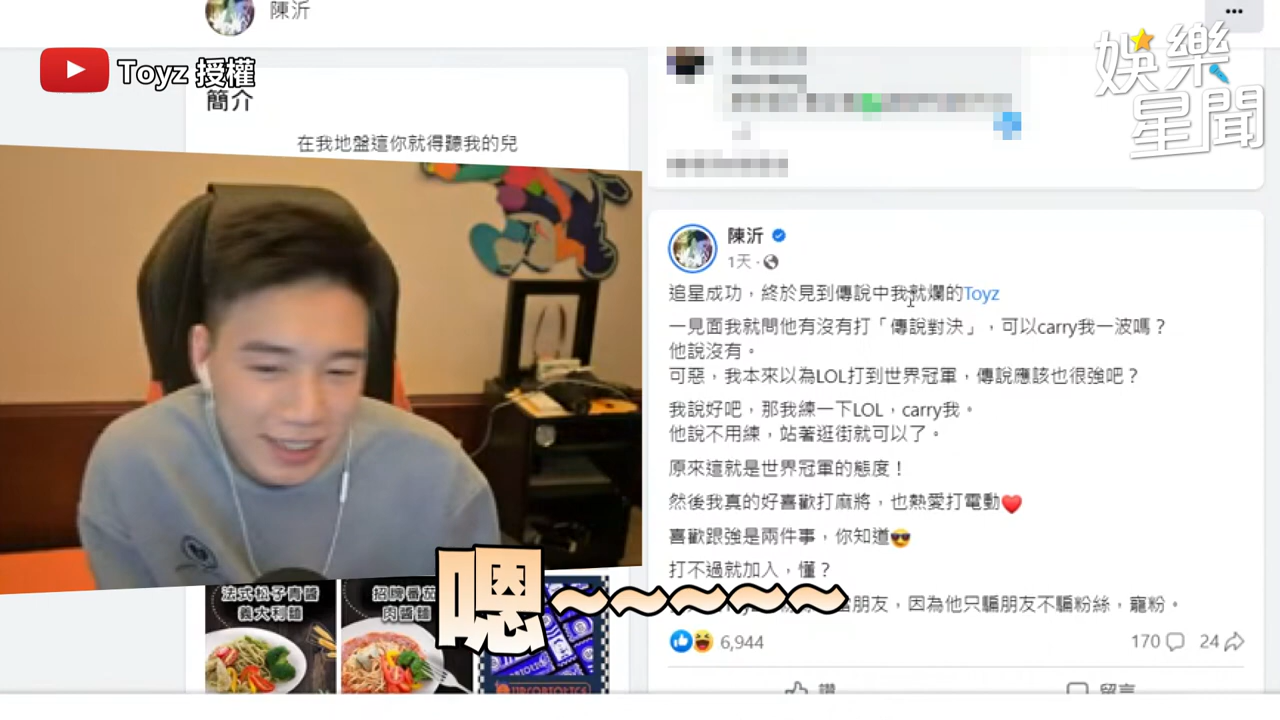 陳沂
Toyz 授權
娛樂
星聞
簡介
在我地盤這你就得聽我的兒
陳沂
1天
追星成功，終於見到傳說中我就爛的Toyz
一見面我就問他有沒有打「傳說對決」，可以carry我一波嗎？
他說沒有。
可惡，我本來以為LOL打到世界冠軍，傳說應該也很強吧？
我說好吧，那我練一下LOL，carry我。
他說不用練，站著逛街就可以了。
原來這就是世界冠軍的態度！
然後我真的好喜歡打麻將，也熱愛打電動❤️
喜歡跟強是兩件事，你知道😎
打不過就加入，懂？
朋友，因為他只騙朋友不騙粉絲，寵粉。
6,944
170
24
讚
留言
法式松子青醬
義大利麵
招牌番茄
肉醬麵
嗯~~~~~